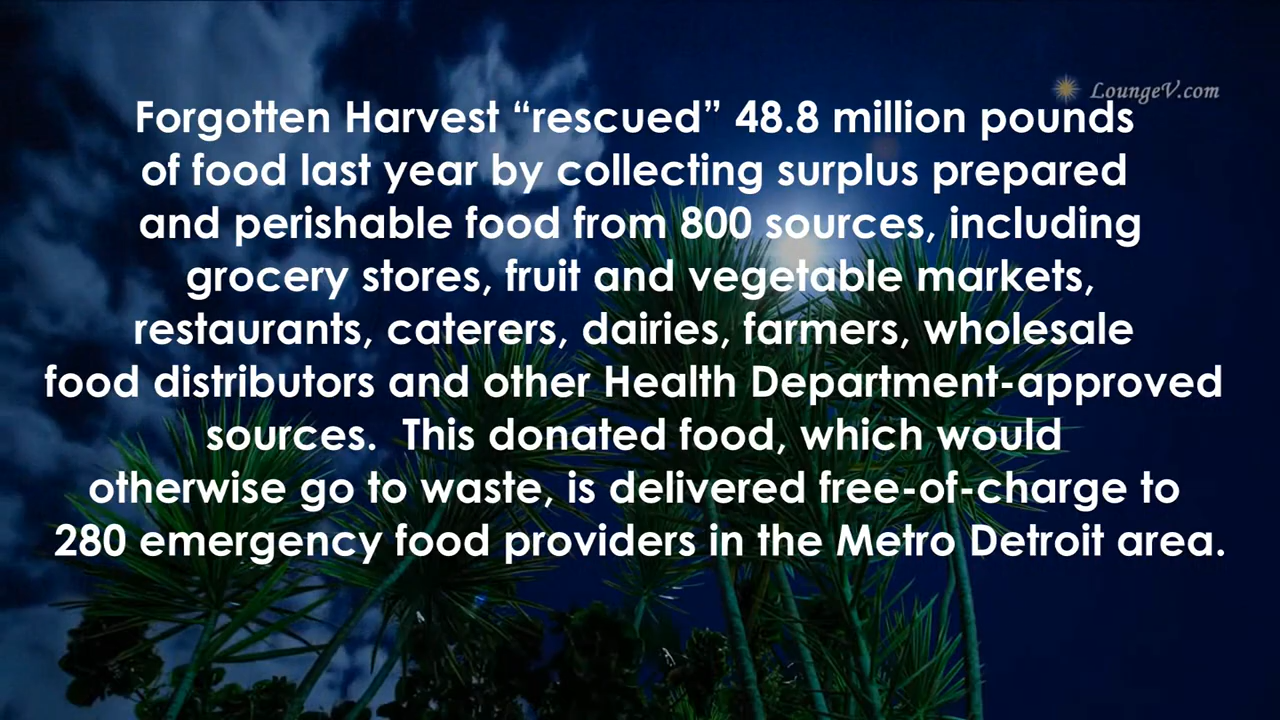 LoungeV.com
Forgotten Harvest “rescued” 48.8 million pounds
of food last year by collecting surplus prepared
and perishable food from 800 sources, including
grocery stores, fruit and vegetable markets,
restaurants, caterers, dairies, farmers, wholesale
food distributors and other Health Department-approved
sources.  This donated food, which would
otherwise go to waste, is delivered free-of-charge to
280 emergency food providers in the Metro Detroit area.